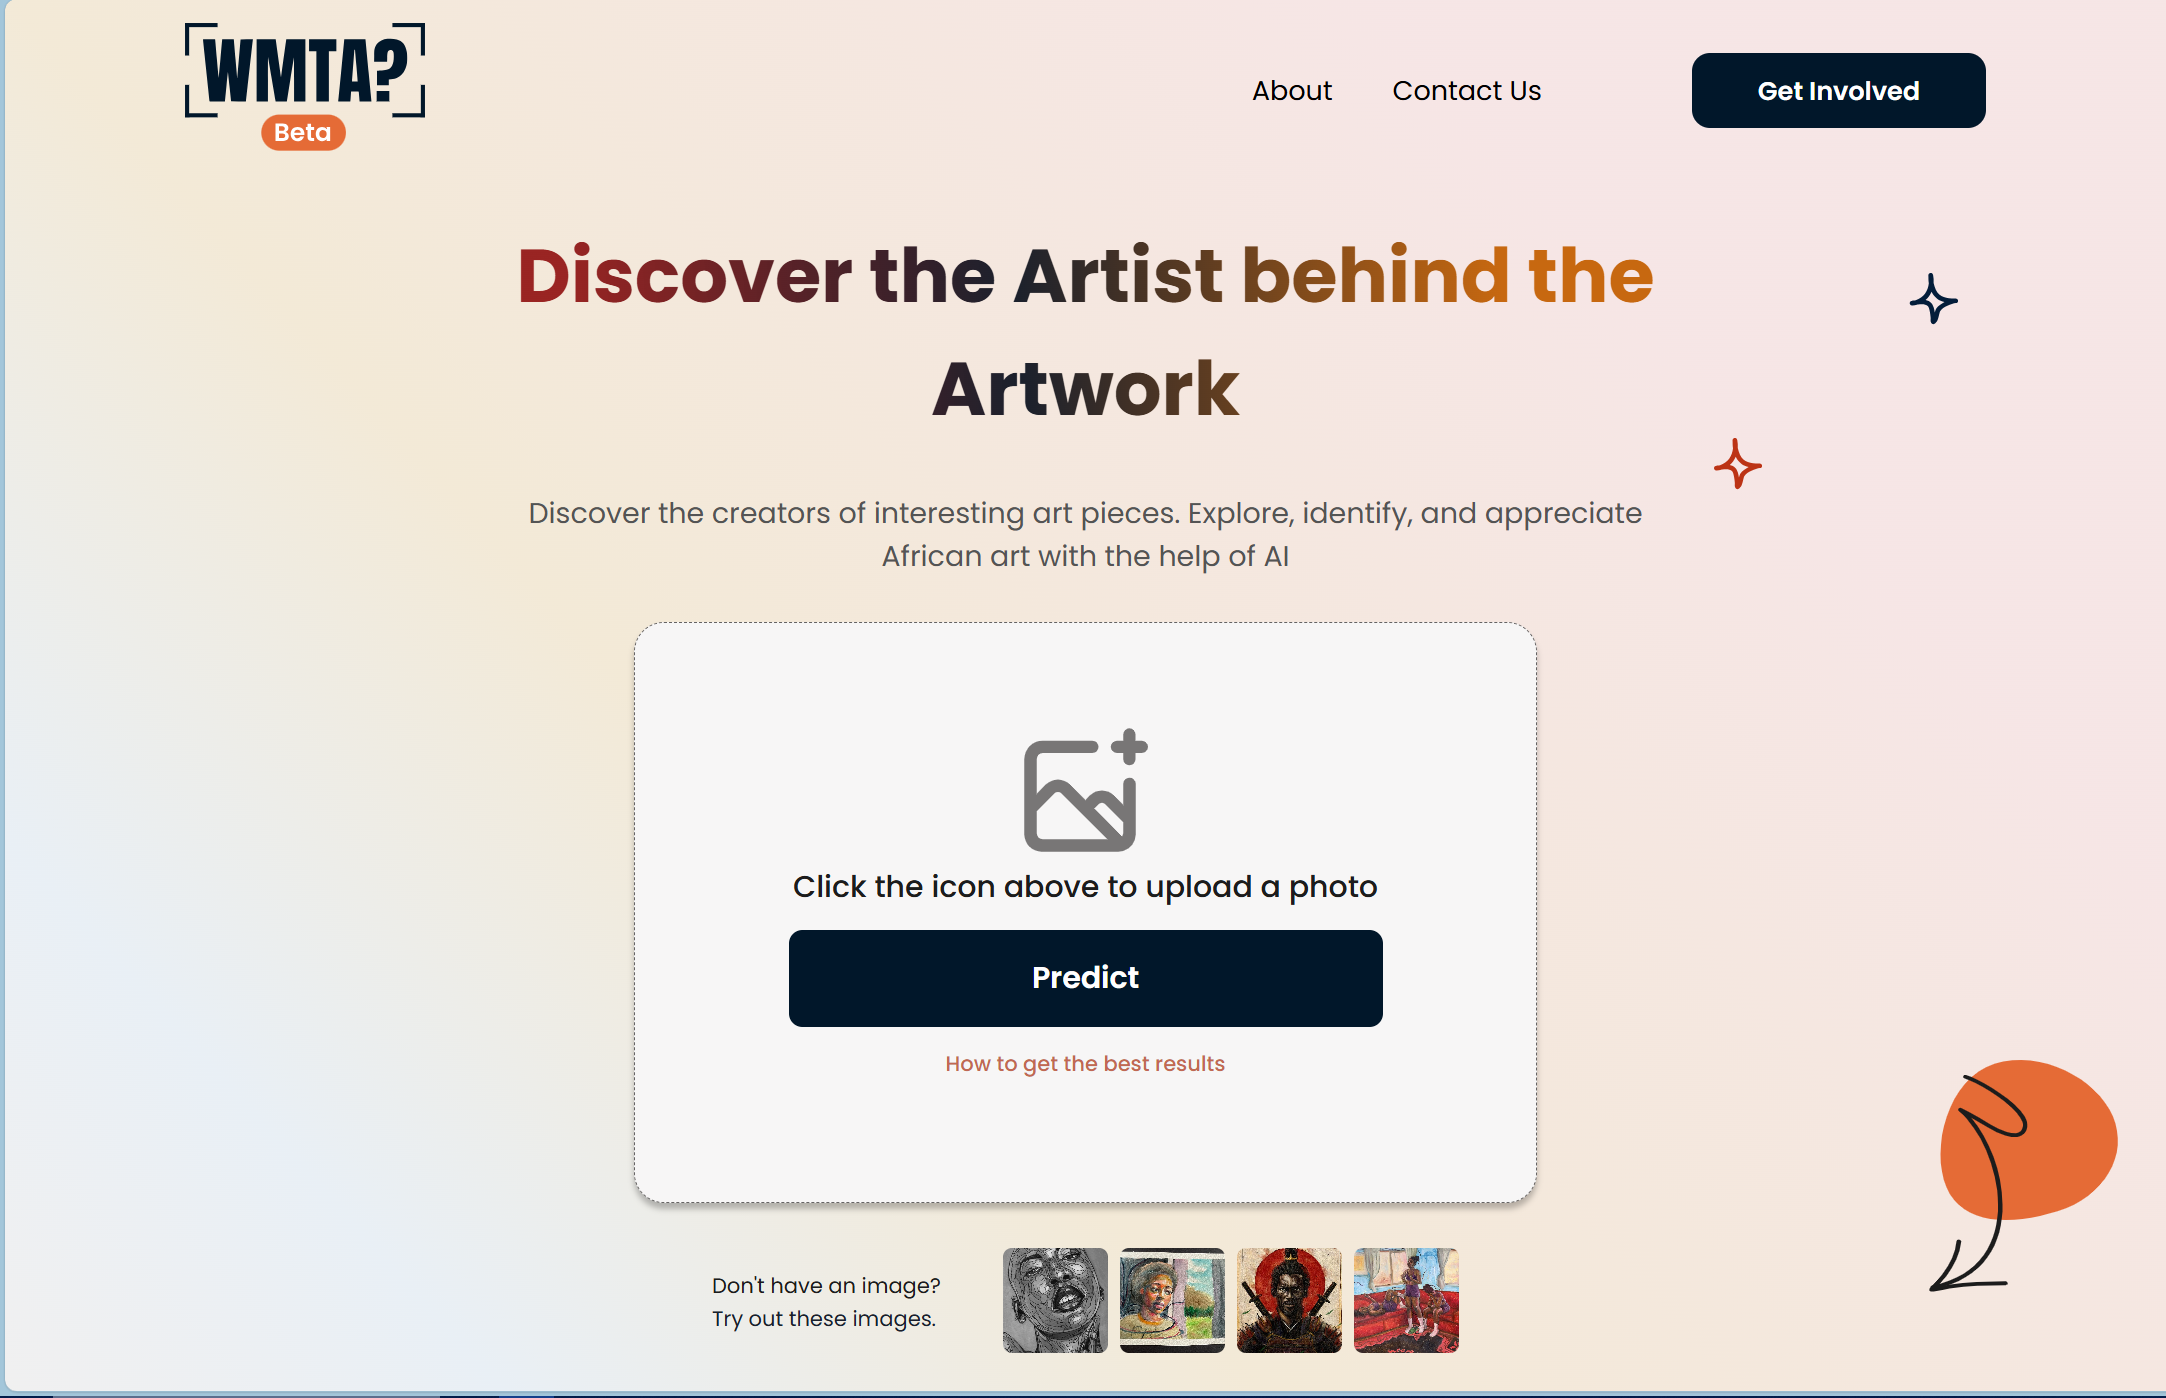 WMTA?
Beta
About
Contact Us
Get Involved
Discover the Artist behind the
Artwork
Discover the creators of interesting art pieces. Explore, identify, and appreciate
African art with the help of AI
Click the icon above to upload a photo
Predict
How to get the best results
Don't have an image?
Try out these images.